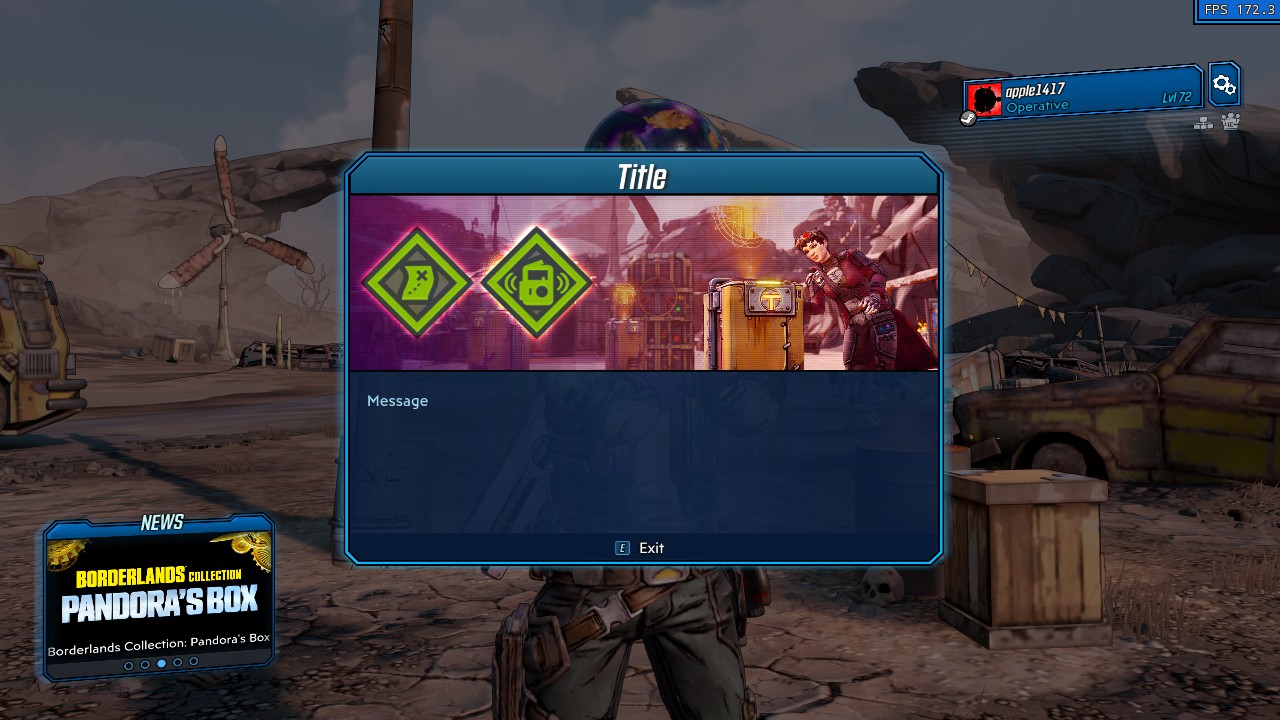 FPS 172.3
apple1417
Operative
Lvl 72
Title
Message
E Exit
NEWS
BORDERLANDS COLLECTION
PANDORA'S BOX
Borderlands Collection: Pandora's Box